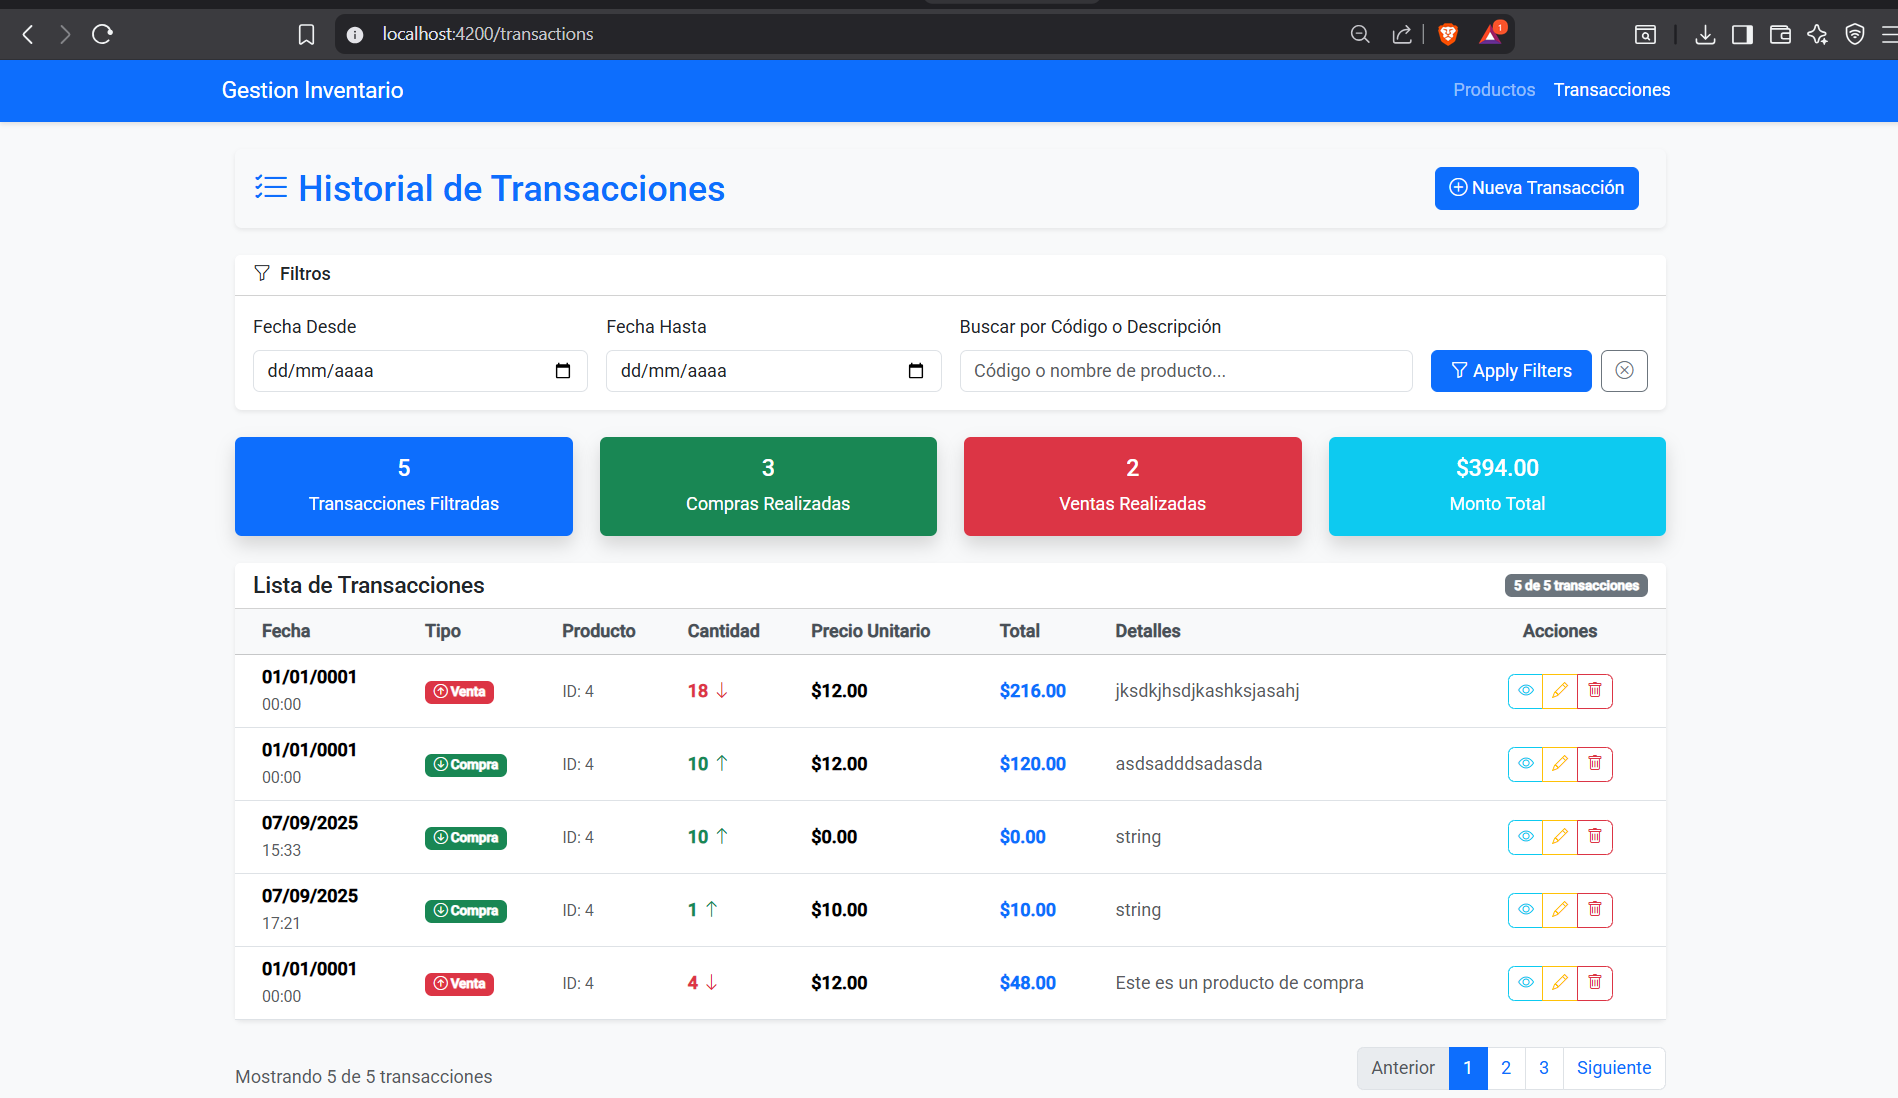 localhost:4200/transactions
1
Gestion Inventario
Productos
Transacciones
Historial de Transacciones
Nueva Transacción
Filtros
Fecha Desde
Fecha Hasta
Buscar por Código o Descripción
dd/mm/aaaa
dd/mm/aaaa
Código o nombre de producto...
Apply Filters
5
Transacciones Filtradas
3
Compras Realizadas
2
Ventas Realizadas
$394.00
Monto Total
Lista de Transacciones
5 de 5 transacciones
Fecha Tipo Producto Cantidad Precio Unitario Total Detalles Acciones
01/01/0001
00:00
Venta ID: 4 18 ↓ $12.00 $216.00 jksdkjhsdjkashksjasahj
01/01/0001
00:00
Compra ID: 4 10 ↑ $12.00 $120.00 asdsadddsadasda
07/09/2025
15:33
Compra ID: 4 10 ↑ $0.00 $0.00 string
07/09/2025
17:21
Compra ID: 4 1 ↑ $10.00 $10.00 string
01/01/0001
00:00
Venta ID: 4 4 ↓ $12.00 $48.00 Este es un producto de compra
Mostrando 5 de 5 transacciones
Anterior 1 2 3 Siguiente